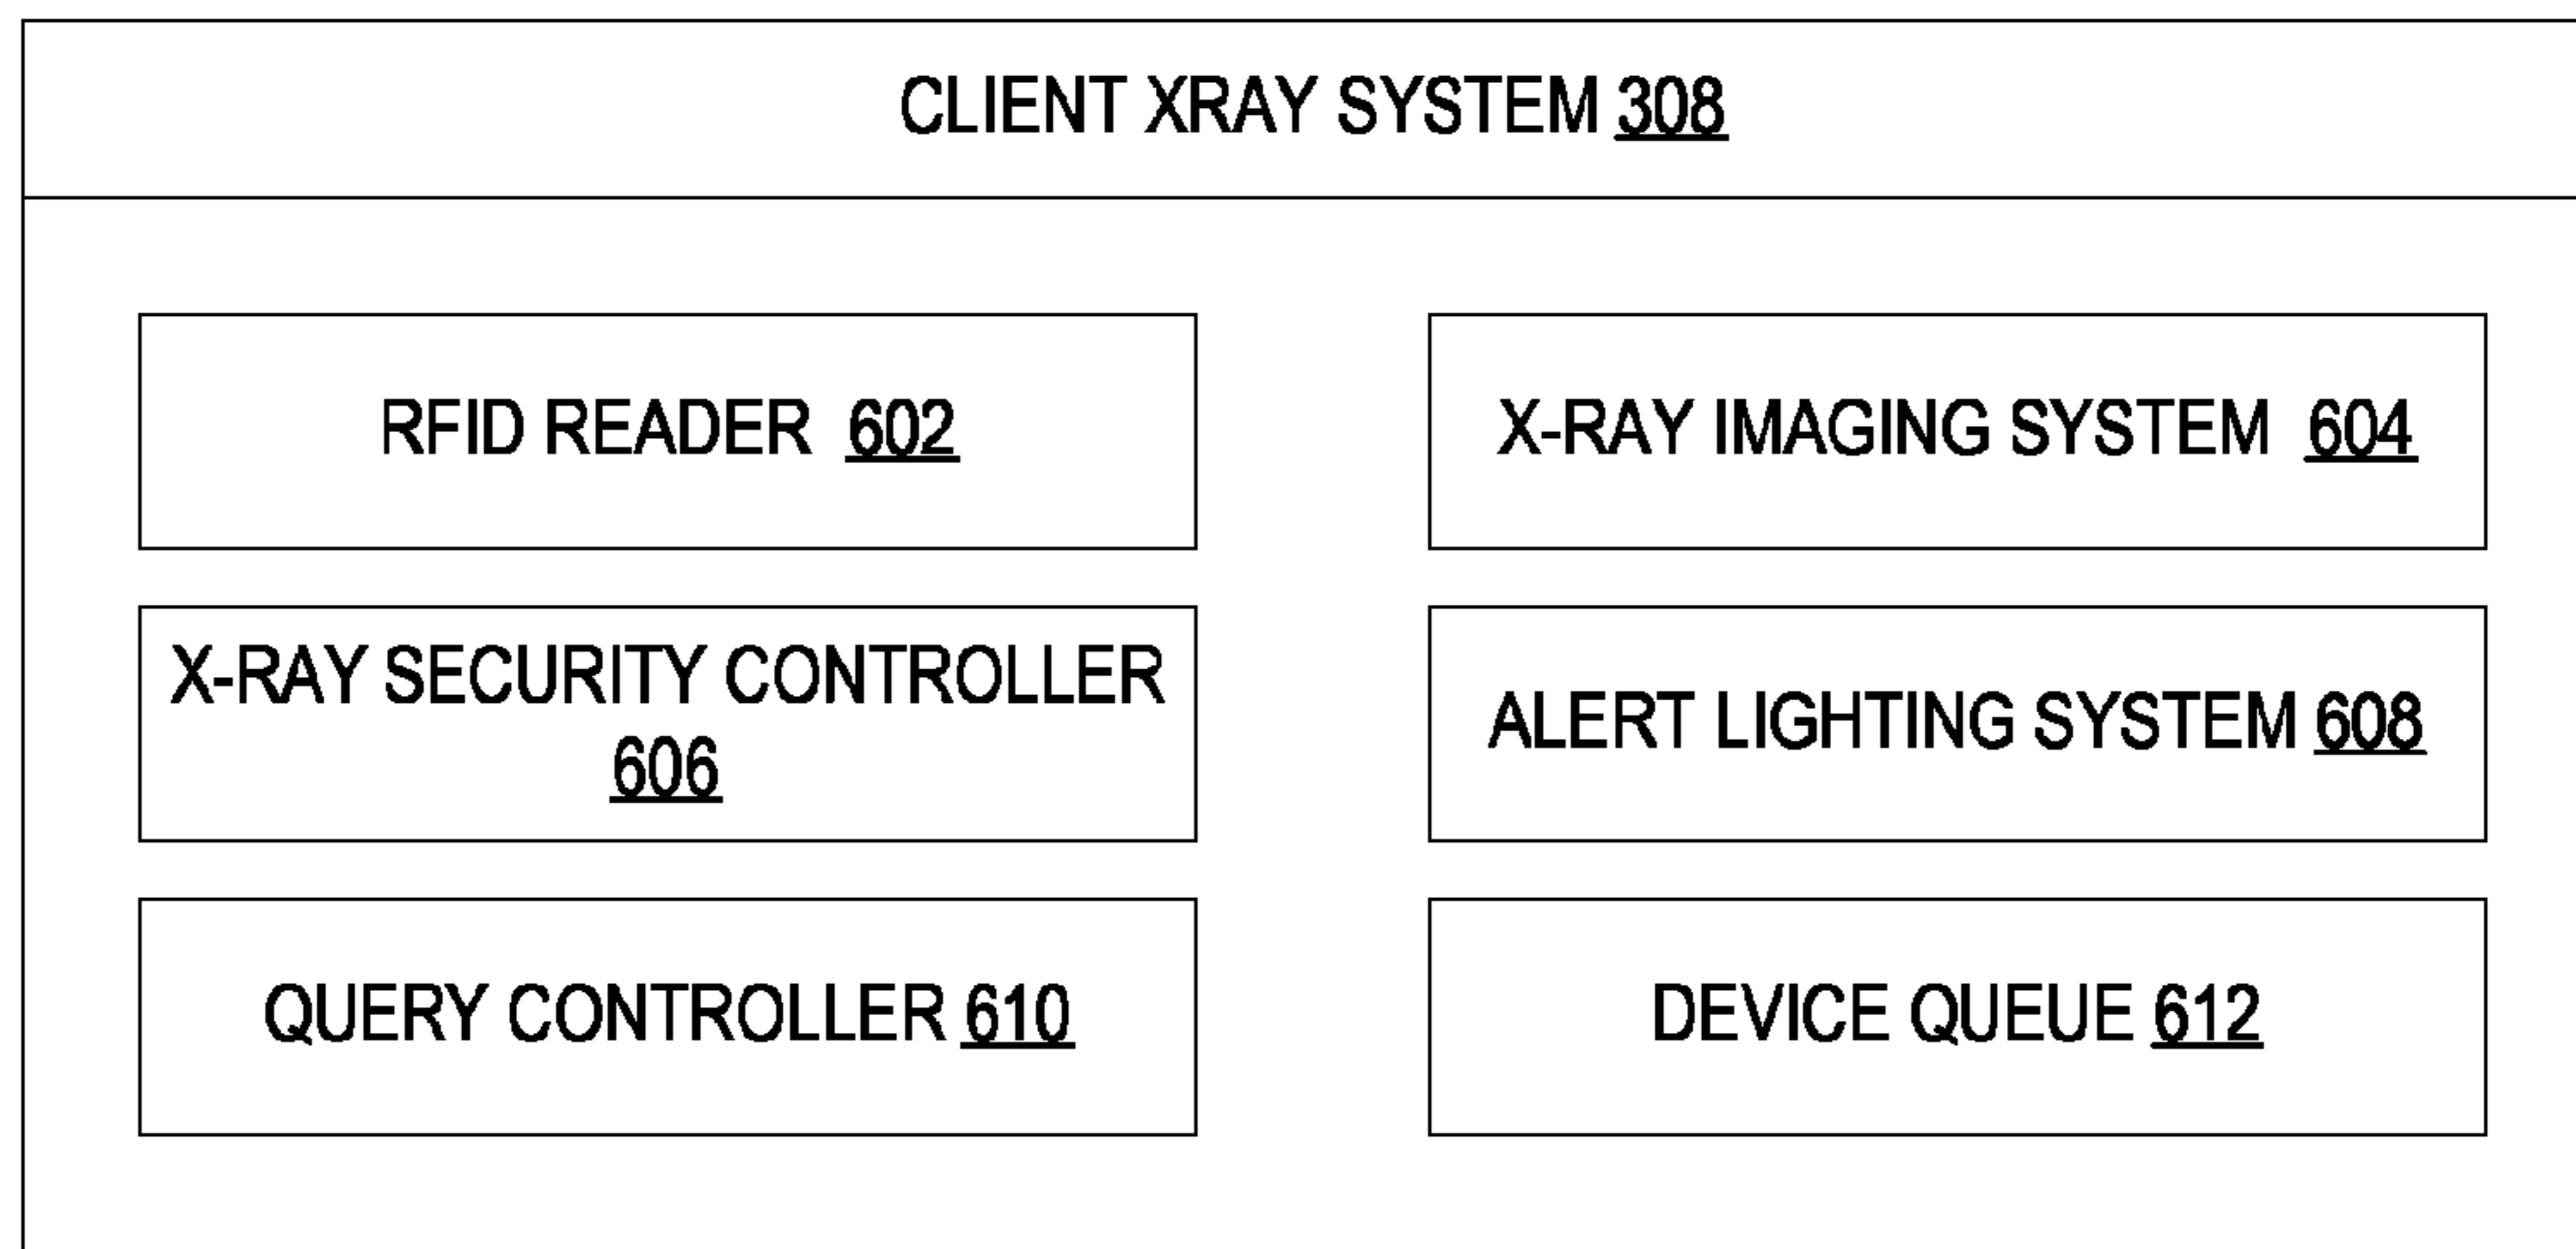 CLIENT XRAY SYSTEM 308
RFID READER 602
X-RAY IMAGING SYSTEM 604
X-RAY SECURITY CONTROLLER
606
ALERT LIGHTING SYSTEM 608
QUERY CONTROLLER 610
DEVICE QUEUE 612